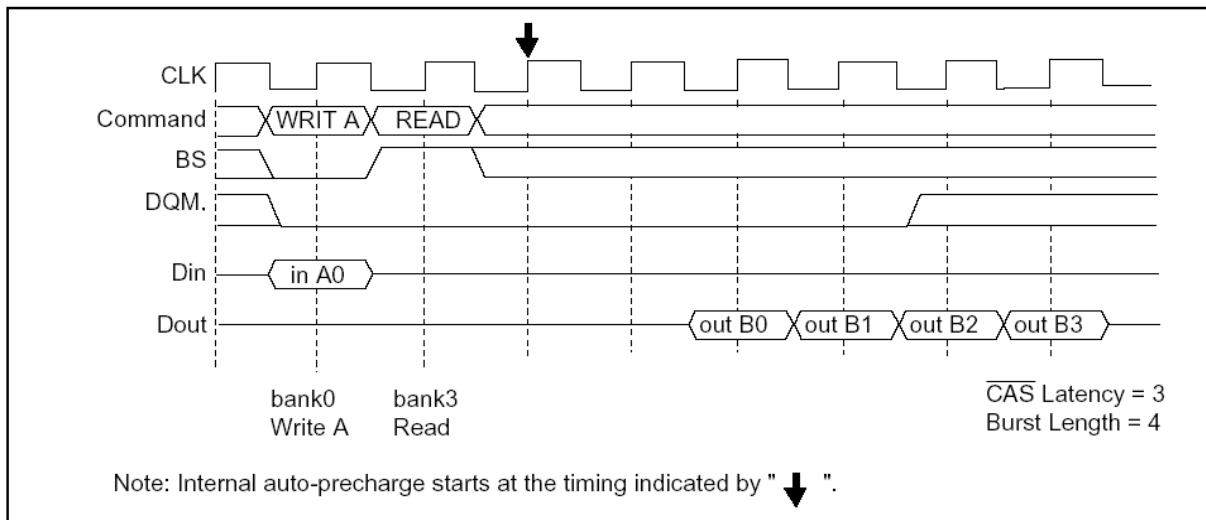 CLK
Command WRIT A READ
BS
DQM.
Din in A0
Dout out B0 out B1 out B2 out B3
bank0 bank3 CAS Latency = 3
Write A Read Burst Length = 4
Note: Internal auto-precharge starts at the timing indicated by " ".